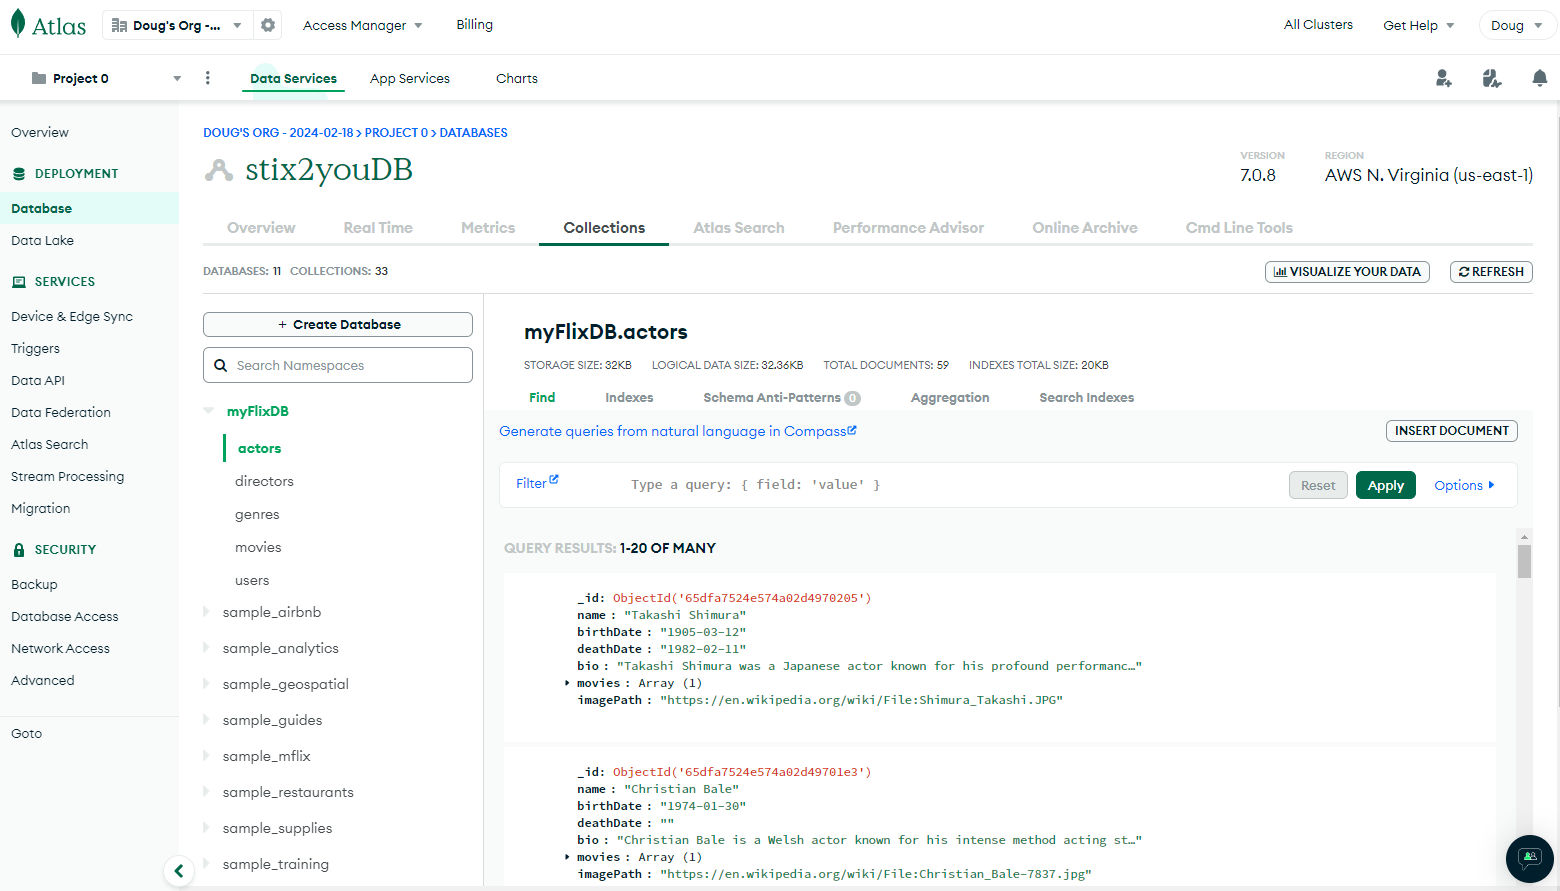 Atlas
Doug's Org -...
Access Manager
Billing
All Clusters
Get Help
Doug
Project 0
Data Services
App Services
Charts
Overview
DEPLOYMENT
Database
Data Lake
SERVICES
Device & Edge Sync
Triggers
Data API
Data Federation
Atlas Search
Stream Processing
Migration
SECURITY
Backup
Database Access
Network Access
Advanced
Goto
DOUG'S ORG - 2024-02-18 > PROJECT 0 > DATABASES
stix2youDB
VERSION
7.0.8
REGION
AWS N. Virginia (us-east-1)
Overview
Real Time
Metrics
Collections
Atlas Search
Performance Advisor
Online Archive
Cmd Line Tools
DATABASES: 11 COLLECTIONS: 33
VISUALIZE YOUR DATA
REFRESH
+ Create Database
Search Namespaces
myFlixDB
actors
directors
genres
movies
users
sample_airbnb
sample_analytics
sample_geospatial
sample_guides
sample_mflix
sample_restaurants
sample_supplies
sample_training
myFlixDB.actors
STORAGE SIZE: 32KB LOGICAL DATA SIZE: 32.36KB TOTAL DOCUMENTS: 59 INDEXES TOTAL SIZE: 20KB
Find
Indexes
Schema Anti-Patterns 0
Aggregation
Search Indexes
Generate queries from natural language in Compass
INSERT DOCUMENT
Filter
Type a query: { field: 'value' }
Reset
Apply
Options
QUERY RESULTS: 1-20 OF MANY
_id: ObjectId('65dfa7524e574a02d4970205')
name: "Takashi Shimura"
birthDate: "1905-03-12"
deathDate: "1982-02-11"
bio: "Takashi Shimura was a Japanese actor known for his profound performanc…"
movies: Array (1)
imagePath: "https://en.wikipedia.org/wiki/File:Shimura_Takashi.JPG"
_id: ObjectId('65dfa7524e574a02d49701e3')
name: "Christian Bale"
birthDate: "1974-01-30"
deathDate: ""
bio: "Christian Bale is a Welsh actor known for his intense method acting st…"
movies: Array (1)
imagePath: "https://en.wikipedia.org/wiki/File:Christian_Bale-7837.jpg"